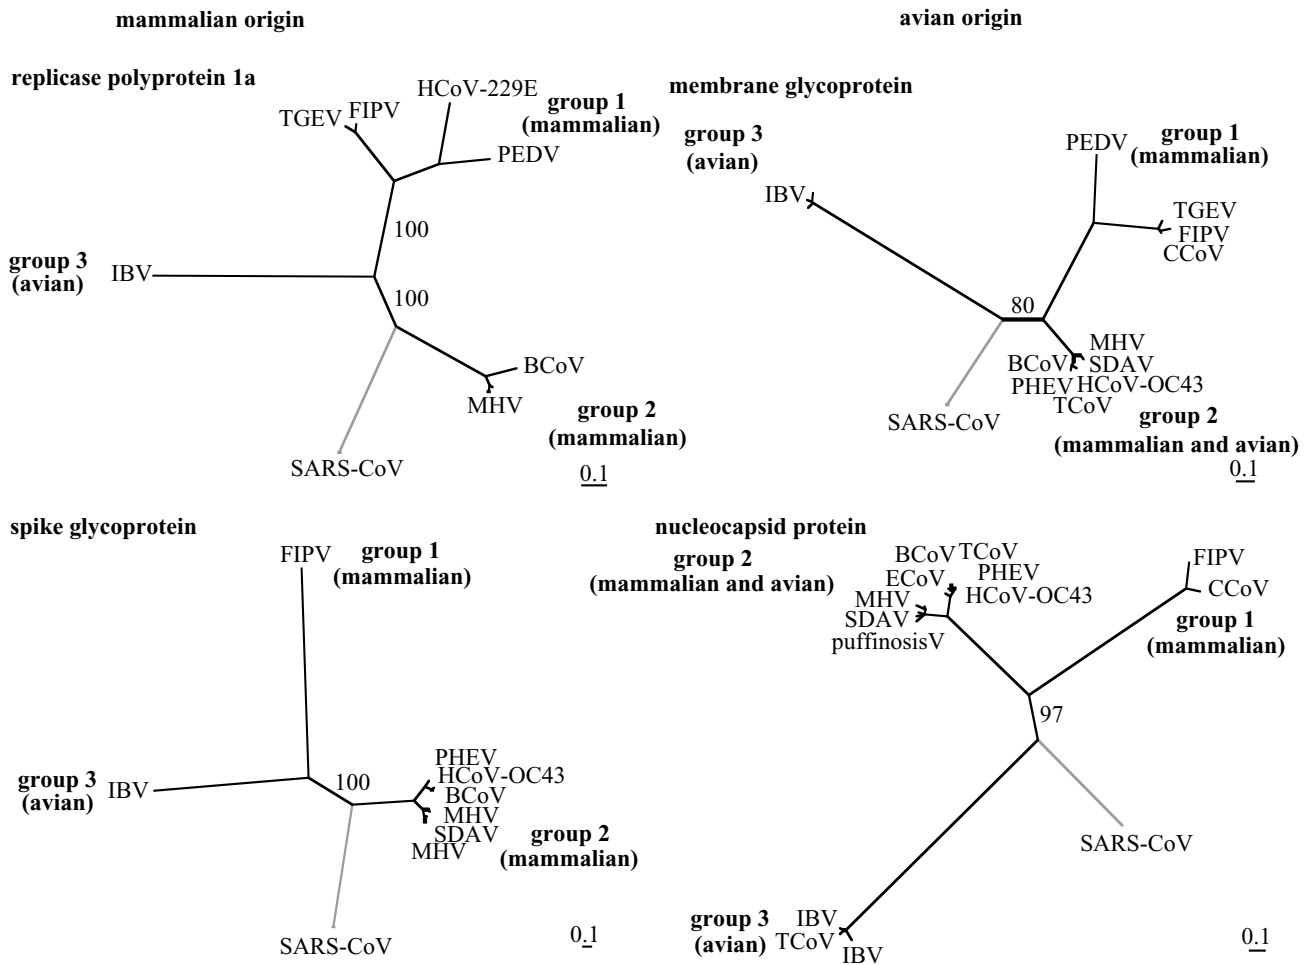 mammalian origin
avian origin
replicase polyprotein 1a
HCoV-229E
group 1
(mammalian)
TGEV
FIPV
PEDV
100
group 3
(avian)
IBV
100
BCoV
MHV
group 2
(mammalian)
SARS-CoV
0.1
membrane glycoprotein
group 3
(avian)
IBV
PEDV
group 1
(mammalian)
TGEV
FIPV
CCoV
80
MHV
BCoV
SDAV
PHEV
HCoV-OC43
TCoV
SARS-CoV
group 2
(mammalian and avian)
0.1
spike glycoprotein
FIPV
group 1
(mammalian)
group 3
(avian)
IBV
100
PHEV
HCoV-OC43
BCoV
MHV
SDAV
MHV
group 2
(mammalian)
SARS-CoV
0.1
nucleocapsid protein
group 2
(mammalian and avian)
BCoV
TCoV
ECoV
PHEV
MHV
HCoV-OC43
SDAV
puffinosisV
FIPV
CCoV
group 1
(mammalian)
97
SARS-CoV
group 3
(avian)
IBV
TCoV
IBV
0.1